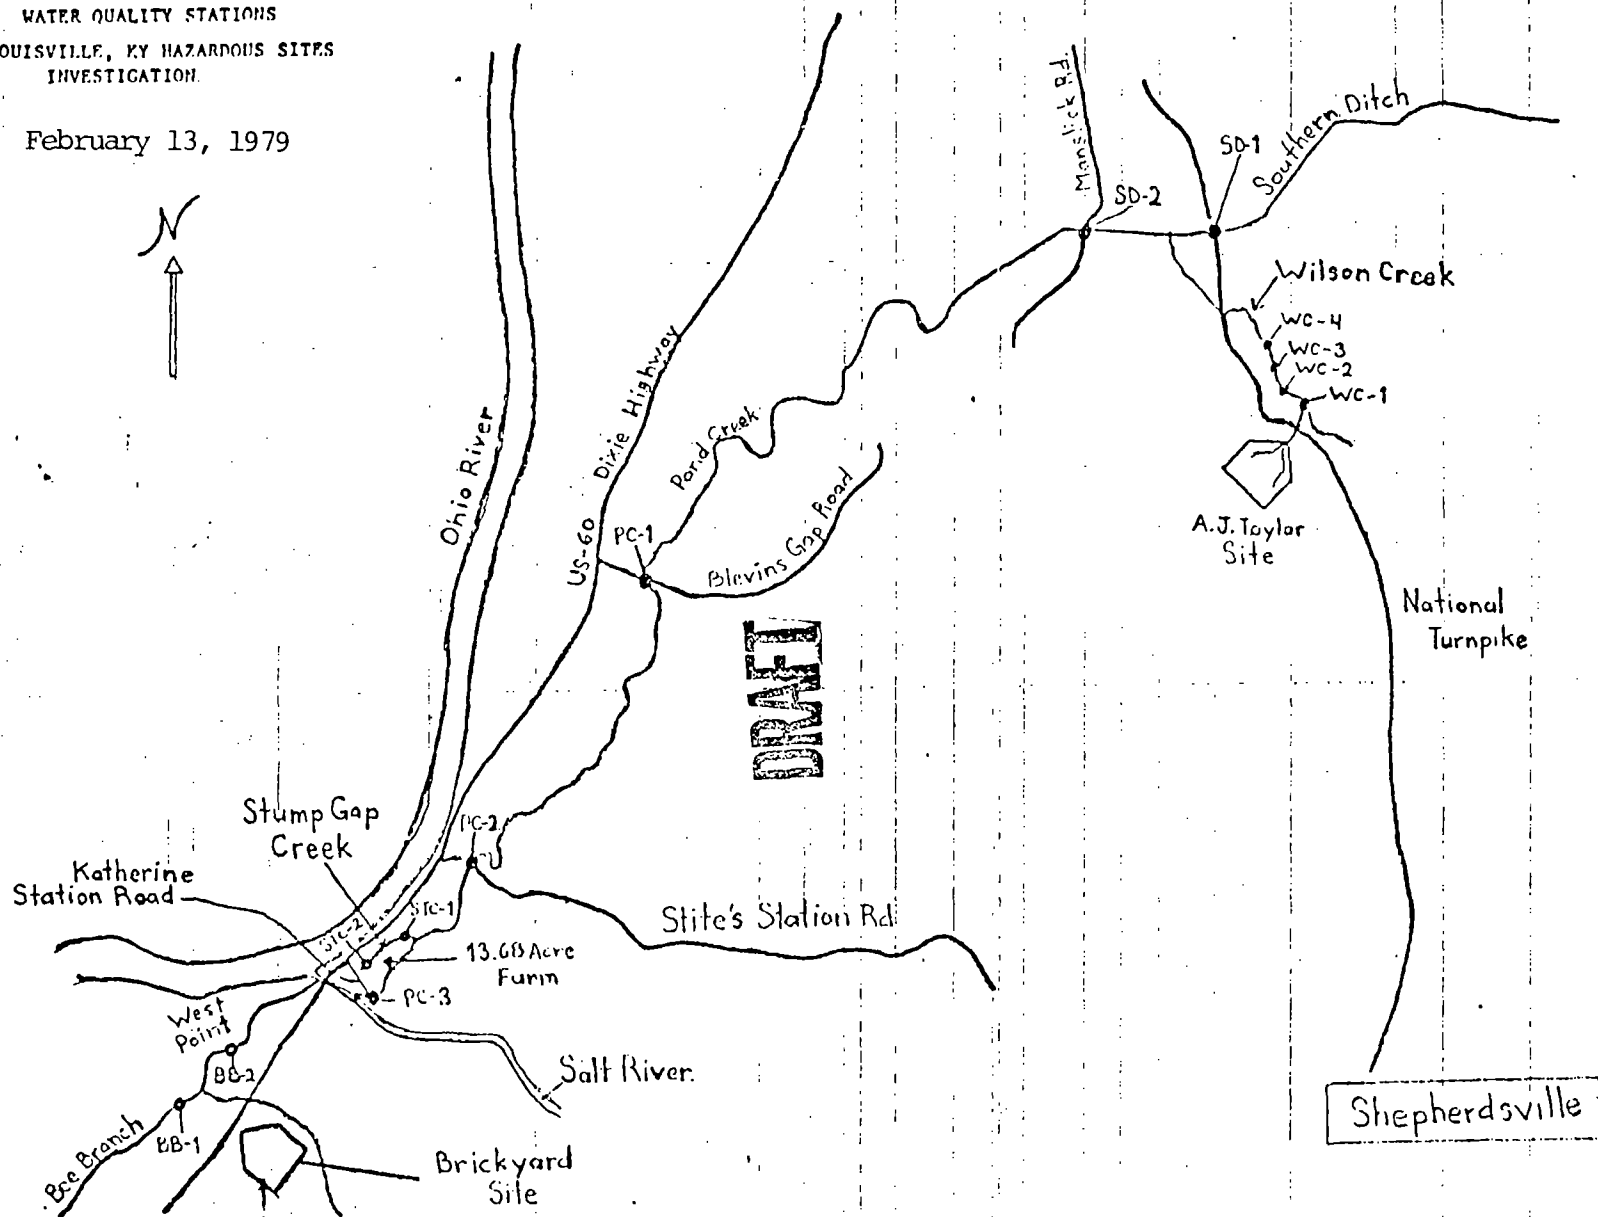 WATER QUALITY STATIONS
OUISVILLE, KY HAZARDOUS SITES
INVESTIGATION
February 13, 1979
N
Manslick Rd.
Southern Ditch
SD-1
SD-2
Wilson Creek
WC-4
WC-3
WC-2
WC-1
A.J. Taylor
Site
National
Turnpike
Ohio River
US-60 Dixie Highway
Pond Creek
PC-1
Blevins Gap Road
DRAFT
Stump Gap
Creek
PC-2
Katherine
Station Road
STC-1
STC-2
Stite's Station Rd
13.68 Acre
Farm
PC-3
West
Point
BB-2
Salt River.
Bee Branch
BB-1
Brickyard
Site
Shepherdsville